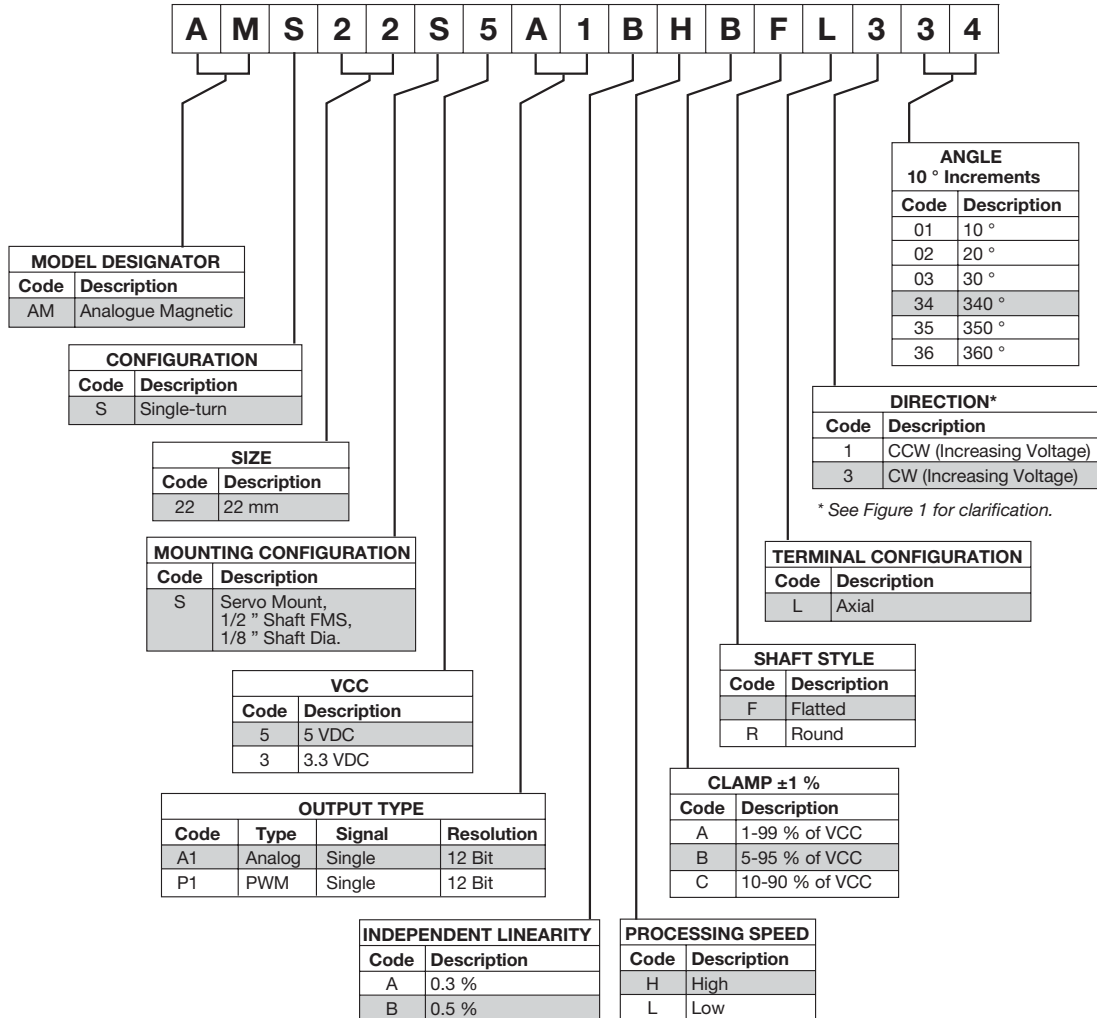 A M S 2 2 S 5 A 1 B H B F L 3 3 4
ANGLE
10 ° Increments
Code Description
01 10 °
02 20 °
03 30 °
34 340 °
35 350 °
36 360 °
MODEL DESIGNATOR
Code Description
AM Analogue Magnetic
CONFIGURATION
Code Description
S Single-turn
DIRECTION*
Code Description
1 CCW (Increasing Voltage)
3 CW (Increasing Voltage)
* See Figure 1 for clarification.
SIZE
Code Description
22 22 mm
MOUNTING CONFIGURATION
Code Description
S Servo Mount,
1/2 ” Shaft FMS,
1/8 ” Shaft Dia.
TERMINAL CONFIGURATION
Code Description
L Axial
VCC
Code Description
5 5 VDC
3 3.3 VDC
SHAFT STYLE
Code Description
F Flatted
R Round
OUTPUT TYPE
Code Type Signal Resolution
A1 Analog Single 12 Bit
P1 PWM Single 12 Bit
CLAMP ±1 %
Code Description
A 1-99 % of VCC
B 5-95 % of VCC
C 10-90 % of VCC
INDEPENDENT LINEARITY
Code Description
A 0.3 %
B 0.5 %
PROCESSING SPEED
Code Description
H High
L Low